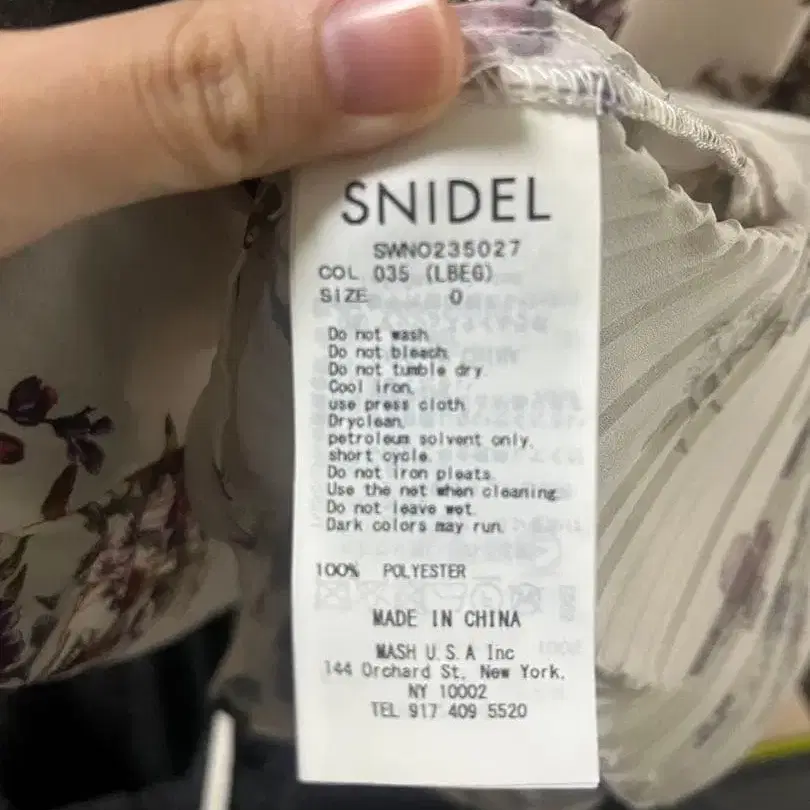 SNIDEL
SWNO235027
COL 035 (LBEG)
SIZE 0
Do not wash.
Do not bleach.
Do not tumble dry.
Cool iron,
use press cloth.
Dryclean,
petroleum solvent only,
short cycle.
Do not iron pleats.
Use the net when cleaning.
Do not leave wet.
Dark colors may run.
100% POLYESTER
MADE IN CHINA
MASH U.S.A Inc
144 Orchard St, New York,
NY 10002
TEL 917 409 5520